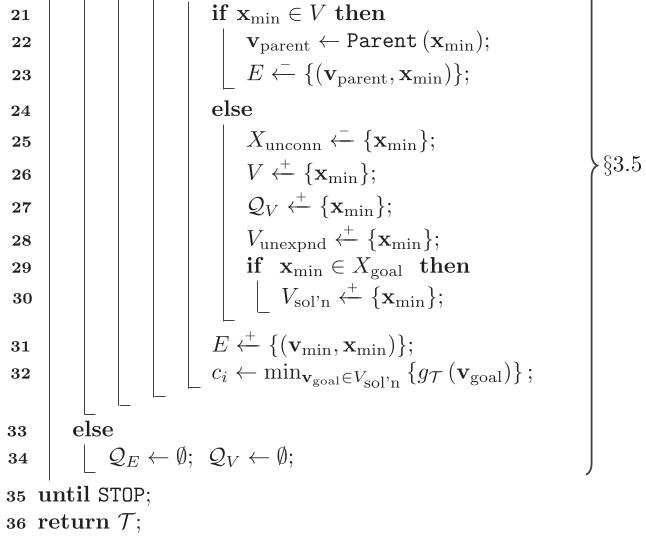 21 if x_min ∈ V then
22 v_parent ← Parent (x_min);
23 E ←⁻ {(v_parent, x_min)};
24 else
25 X_unconn ←⁻ {x_min};
26 V ←⁺ {x_min};
27 𝒬_V ←⁺ {x_min};
28 V_unexpnd ←⁺ {x_min};
29 if x_min ∈ X_goal then
30 V_sol'n ←⁺ {x_min};
31 E ←⁺ {(v_min, x_min)};
32 c_i ← min_{v_goal ∈ V_sol'n} {g_𝒯 (v_goal)};
33 else
34 𝒬_E ← ∅; 𝒬_V ← ∅;
35 until STOP;
36 return 𝒯;
§3.5